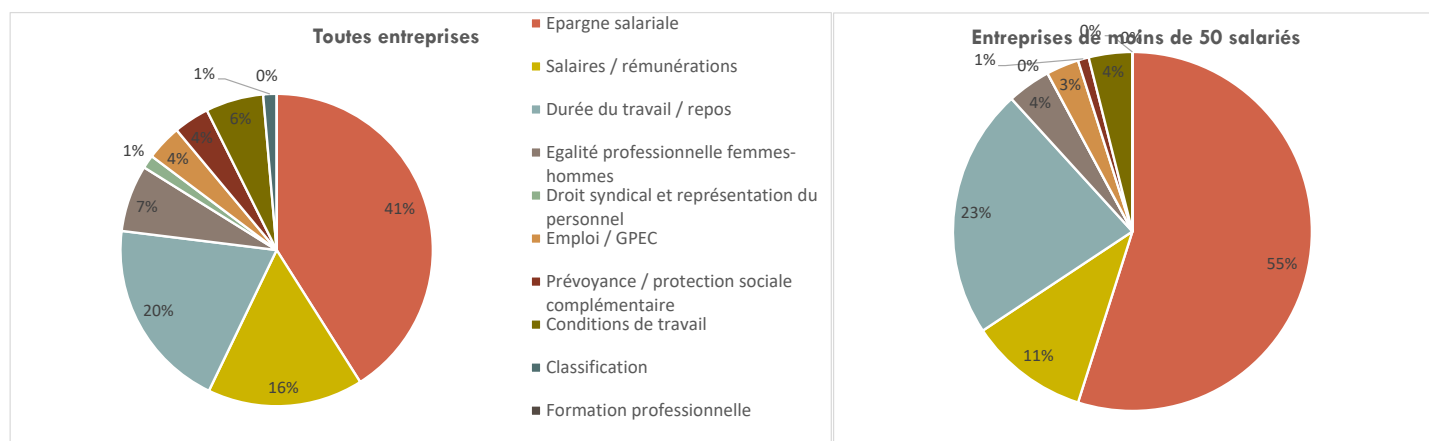 Toutes entreprises
1%
0%
6%
4%
4%
1%
7%
41%
20%
16%
Epargne salariale
Salaires / rémunérations
Durée du travail / repos
Egalité professionnelle femmes-
hommes
Droit syndical et représentation du
personnel
Emploi / GPEC
Prévoyance / protection sociale
complémentaire
Conditions de travail
Classification
Formation professionnelle
Entreprises de moins de 50 salariés
0%
0%
1%
0%
4%
3%
4%
23%
55%
11%